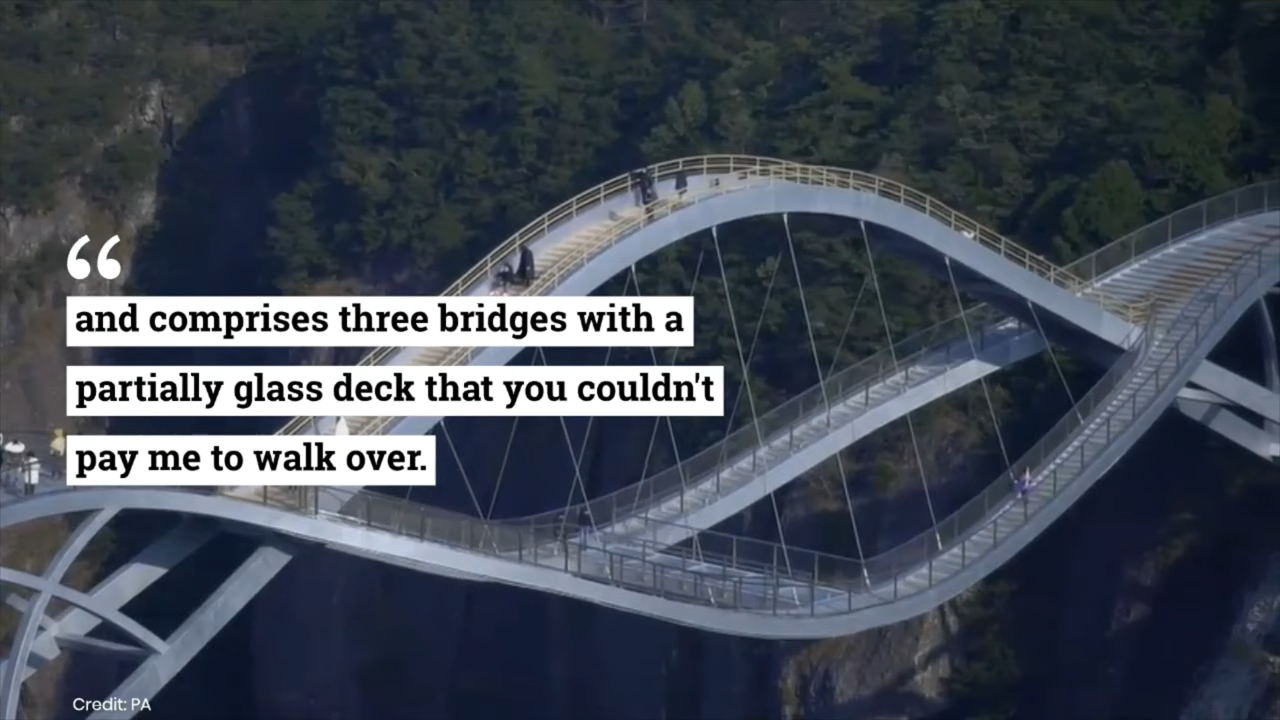 “
and comprises three bridges with a
partially glass deck that you couldn't
pay me to walk over.
Credit: PA